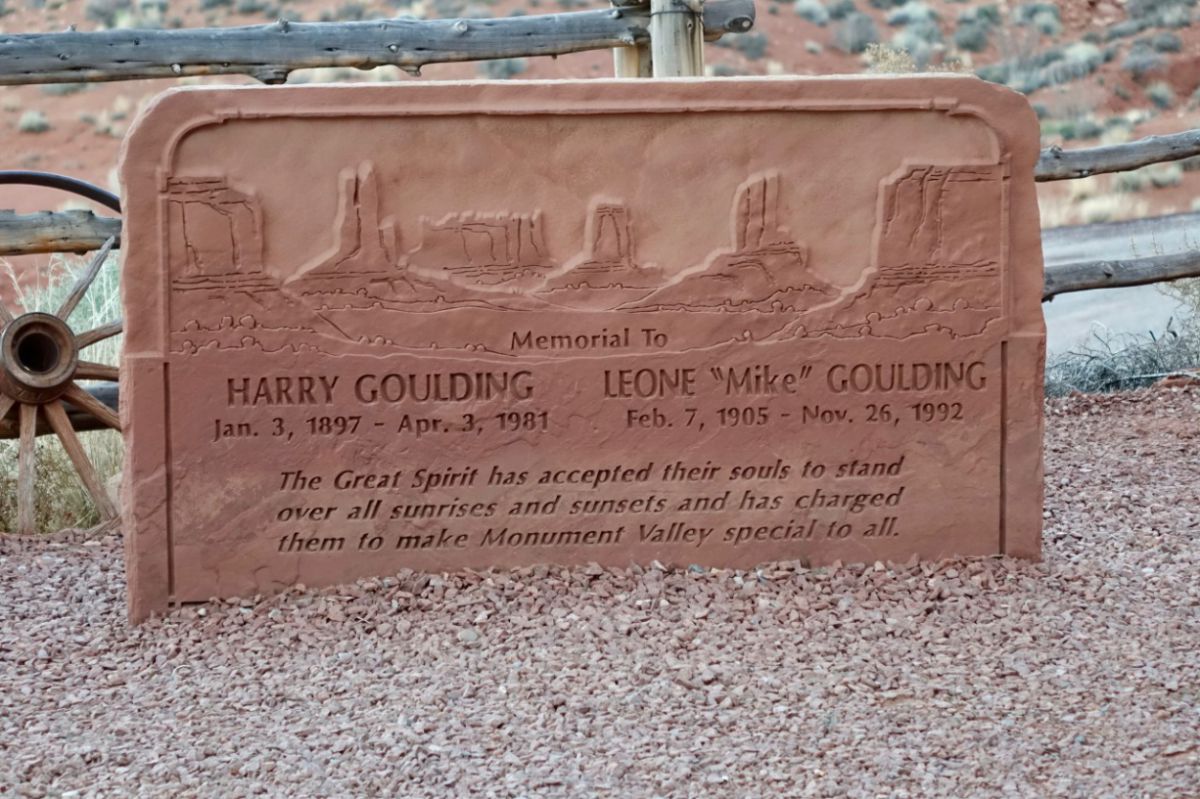 Memorial To
HARRY GOULDING LEONE "Mike" GOULDING
Jan. 3, 1897 - Apr. 3, 1981 Feb. 7, 1905 - Nov. 26, 1992
The Great Spirit has accepted their souls to stand
over all sunrises and sunsets and has charged
them to make Monument Valley special to all.